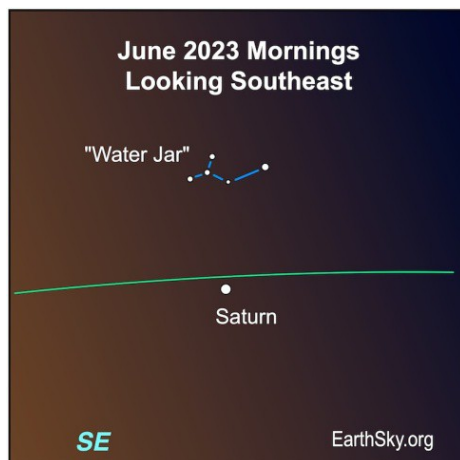 June 2023 Mornings
Looking Southeast
"Water Jar"
Saturn
SE
EarthSky.org